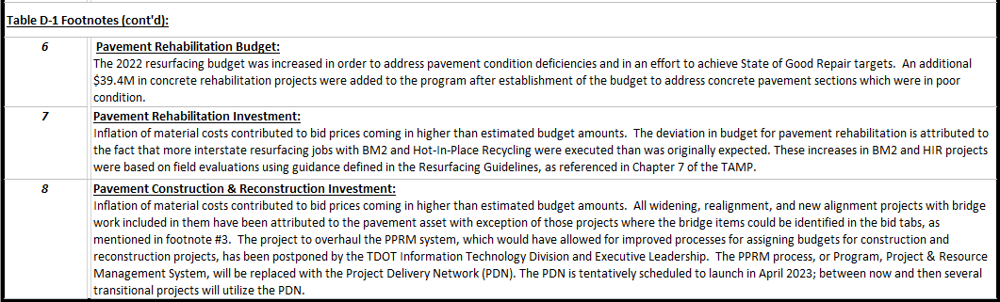 Table D-1 Footnotes (cont'd):
6
Pavement Rehabilitation Budget:
The 2022 resurfacing budget was increased in order to address pavement condition deficiencies and in an effort to achieve State of Good Repair targets.  An additional
$39.4M in concrete rehabilitation projects were added to the program after establishment of the budget to address concrete pavement sections which were in poor
condition.
7
Pavement Rehabilitation Investment:
Inflation of material costs contributed to bid prices coming in higher than estimated budget amounts.  The deviation in budget for pavement rehabilitation is attributed to
the fact that more interstate resurfacing jobs with BM2 and Hot-In-Place Recycling were executed than was originally expected. These increases in BM2 and HIR projects
were based on field evaluations using guidance defined in the Resurfacing Guidelines, as referenced in Chapter 7 of the TAMP.
8
Pavement Construction & Reconstruction Investment:
Inflation of material costs contributed to bid prices coming in higher than estimated budget amounts.  All widening, realignment, and new alignment projects with bridge
work included in them have been attributed to the pavement asset with exception of those projects where the bridge items could be identified in the bid tabs, as
mentioned in footnote #3.  The project to overhaul the PPRM system, which would have allowed for improved processes for assigning budgets for construction and
reconstruction projects, has been postponed by the TDOT Information Technology Division and Executive Leadership.  The PPRM process, or Program, Project & Resource
Management System, will be replaced with the Project Delivery Network (PDN). The PDN is tentatively scheduled to launch in April 2023; between now and then several
transitional projects will utilize the PDN.